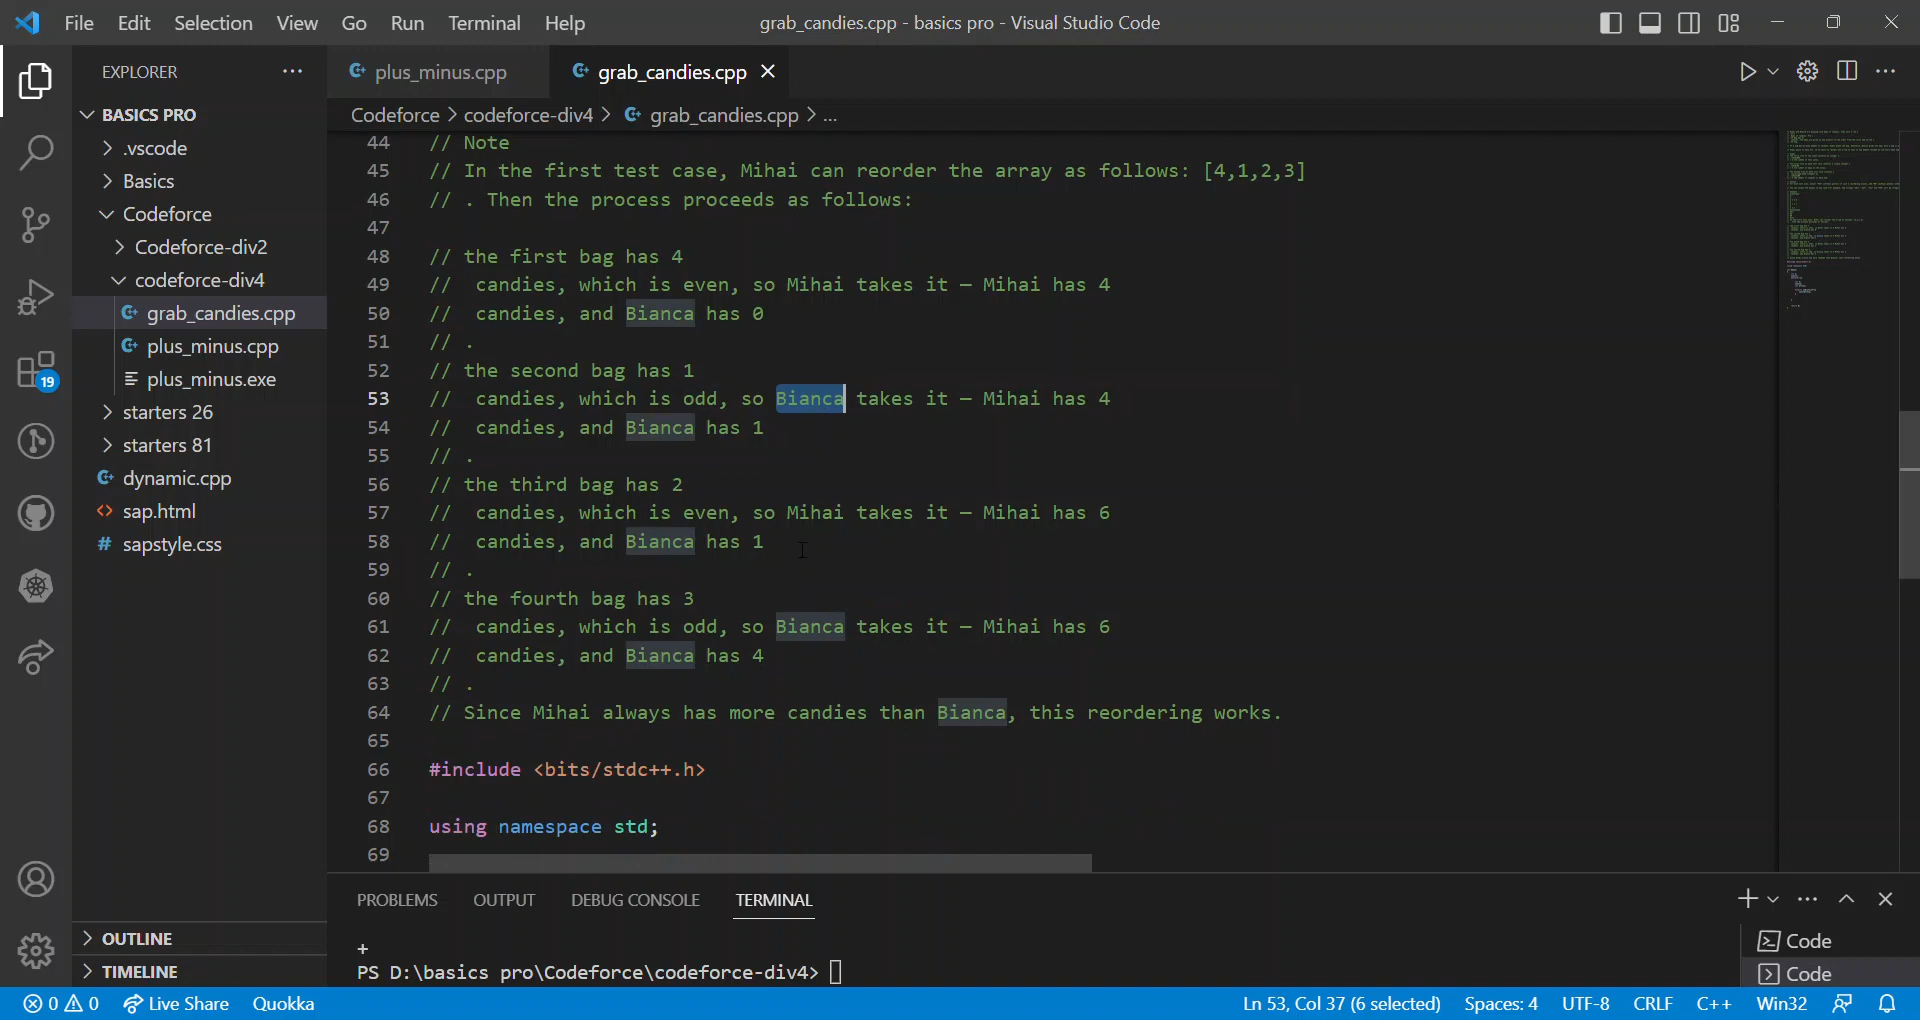 File Edit Selection View Go Run Terminal Help grab_candies.cpp - basics pro - Visual Studio Code
EXPLORER
BASICS PRO
.vscode
Basics
Codeforce
Codeforce-div2
codeforce-div4
grab_candies.cpp
plus_minus.cpp
plus_minus.exe
starters 26
starters 81
dynamic.cpp
sap.html
sapstyle.css
OUTLINE
TIMELINE
19
plus_minus.cpp grab_candies.cpp
Codeforce > codeforce-div4 > grab_candies.cpp > ...
44 // Note
45 // In the first test case, Mihai can reorder the array as follows: [4,1,2,3]
46 // . Then the process proceeds as follows:
47
48 // the first bag has 4
49 //  candies, which is even, so Mihai takes it — Mihai has 4
50 //  candies, and Bianca has 0
51 // .
52 // the second bag has 1
53 //  candies, which is odd, so Bianca takes it — Mihai has 4
54 //  candies, and Bianca has 1
55 // .
56 // the third bag has 2
57 //  candies, which is even, so Mihai takes it — Mihai has 6
58 //  candies, and Bianca has 1
59 // .
60 // the fourth bag has 3
61 //  candies, which is odd, so Bianca takes it — Mihai has 6
62 //  candies, and Bianca has 4
63 // .
64 // Since Mihai always has more candies than Bianca, this reordering works.
65
66 #include <bits/stdc++.h>
67
68 using namespace std;
69
PROBLEMS OUTPUT DEBUG CONSOLE TERMINAL
+
PS D:\basics pro\Codeforce\codeforce-div4>
Code
Code
0 0 Live Share Quokka Ln 53, Col 37 (6 selected) Spaces: 4 UTF-8 CRLF C++ Win32